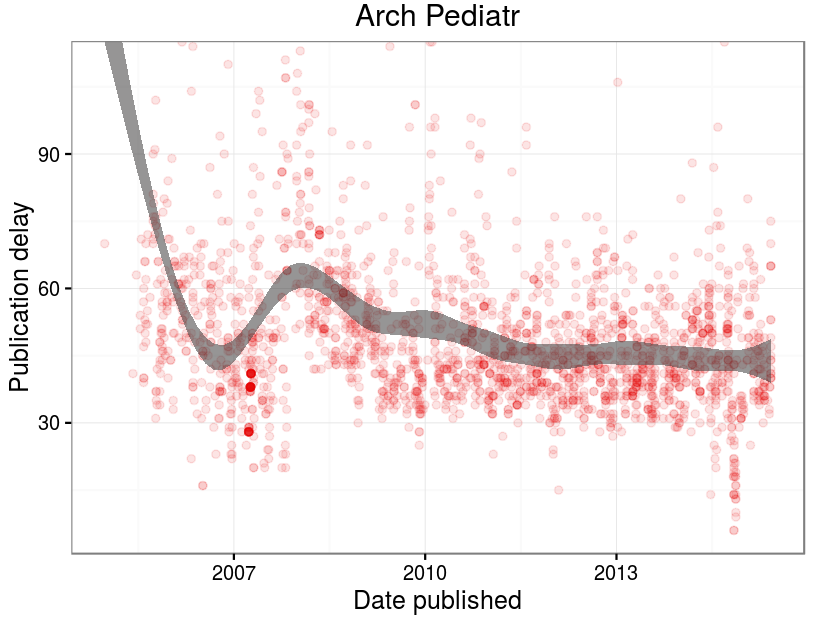 Arch Pediatr
Publication delay
90
60
30
2007 2010 2013
Date published